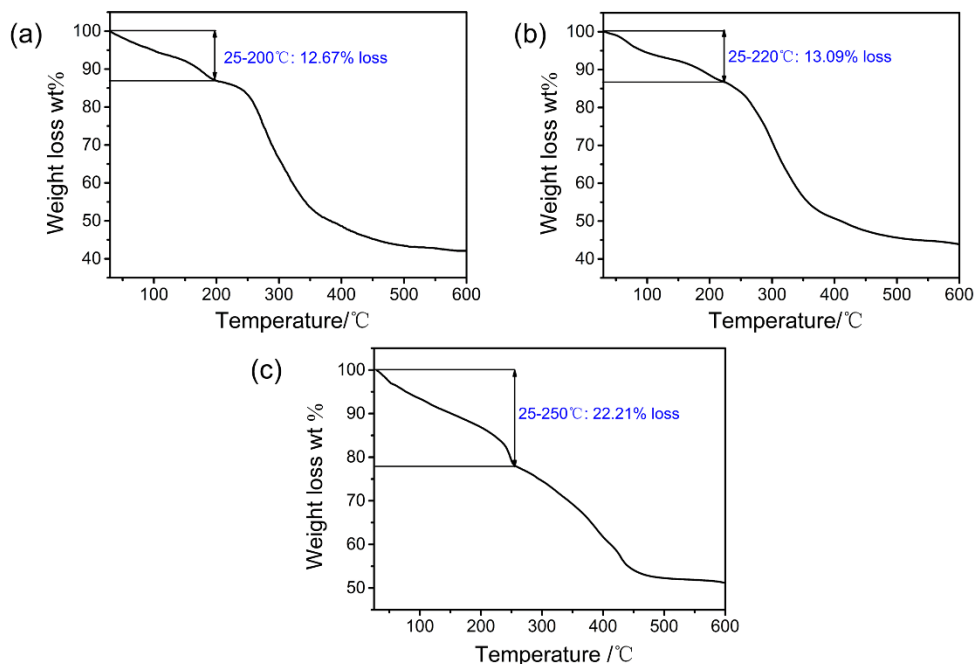 (a)
100
90
80
70
60
50
40
Weight loss wt%
25-200℃: 12.67% loss
100 200 300 400 500 600
Temperature/℃
(b)
100
90
80
70
60
50
40
Weight loss wt%
25-220℃: 13.09% loss
100 200 300 400 500 600
Temperature/℃
(c)
100
90
80
70
60
50
Weight loss wt %
25-250℃: 22.21% loss
100 200 300 400 500 600
Temperature /℃